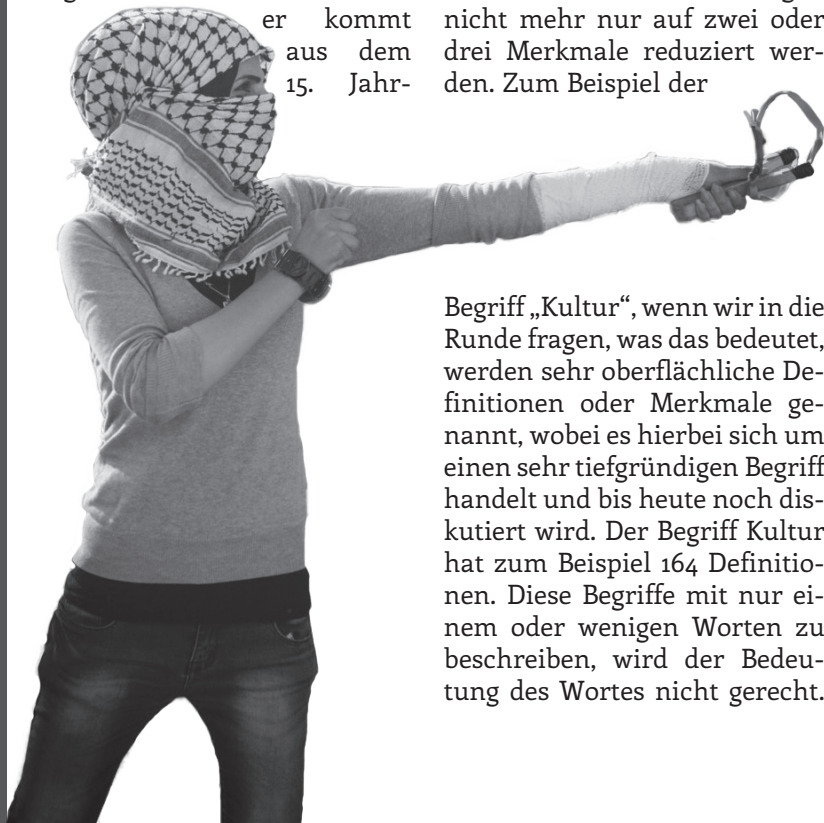 er kommt
aus dem
15. Jahr-
nicht mehr nur auf zwei oder
drei Merkmale reduziert wer-
den. Zum Beispiel der
Begriff „Kultur“, wenn wir in die
Runde fragen, was das bedeutet,
werden sehr oberflächliche De-
finitionen oder Merkmale ge-
nannt, wobei es hierbei sich um
einen sehr tiefgründigen Begriff
handelt und bis heute noch dis-
kutiert wird. Der Begriff Kultur
hat zum Beispiel 164 Definitio-
nen. Diese Begriffe mit nur ei-
nem oder wenigen Worten zu
beschreiben, wird der Bedeu-
tung des Wortes nicht gerecht.